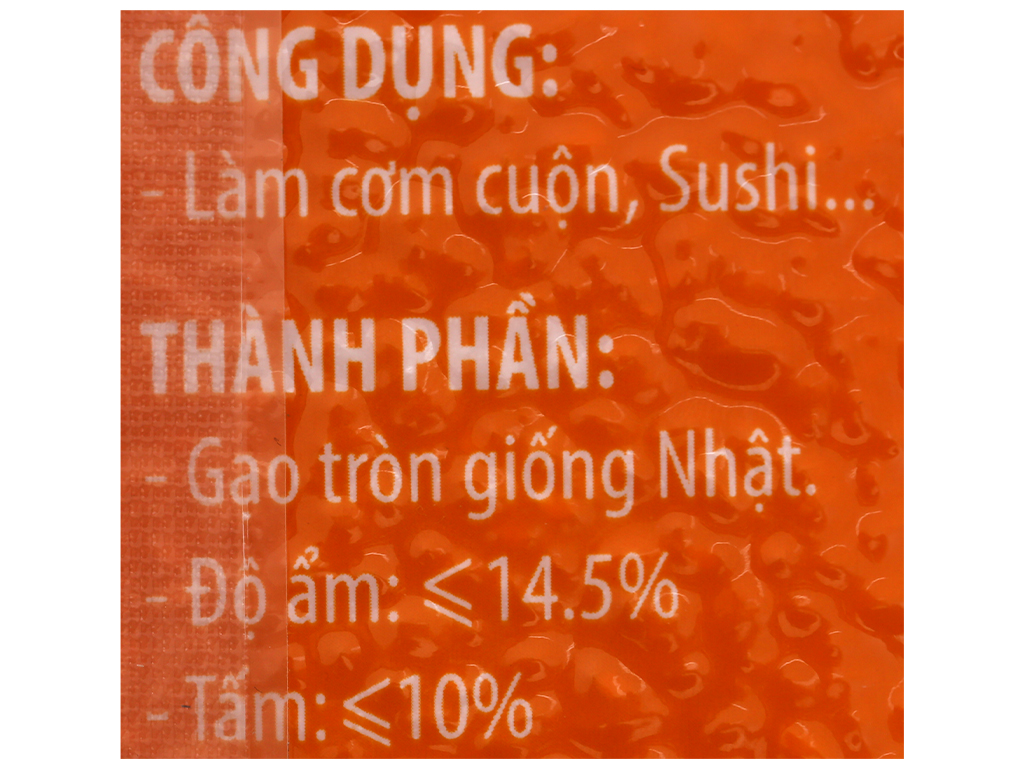 CÔNG DỤNG:
- Làm cơm cuộn, Sushi...
THÀNH PHẦN:
- Gạo tròn giống Nhật.
- Độ ẩm: ≤ 14.5%
- Tấm: ≤10%